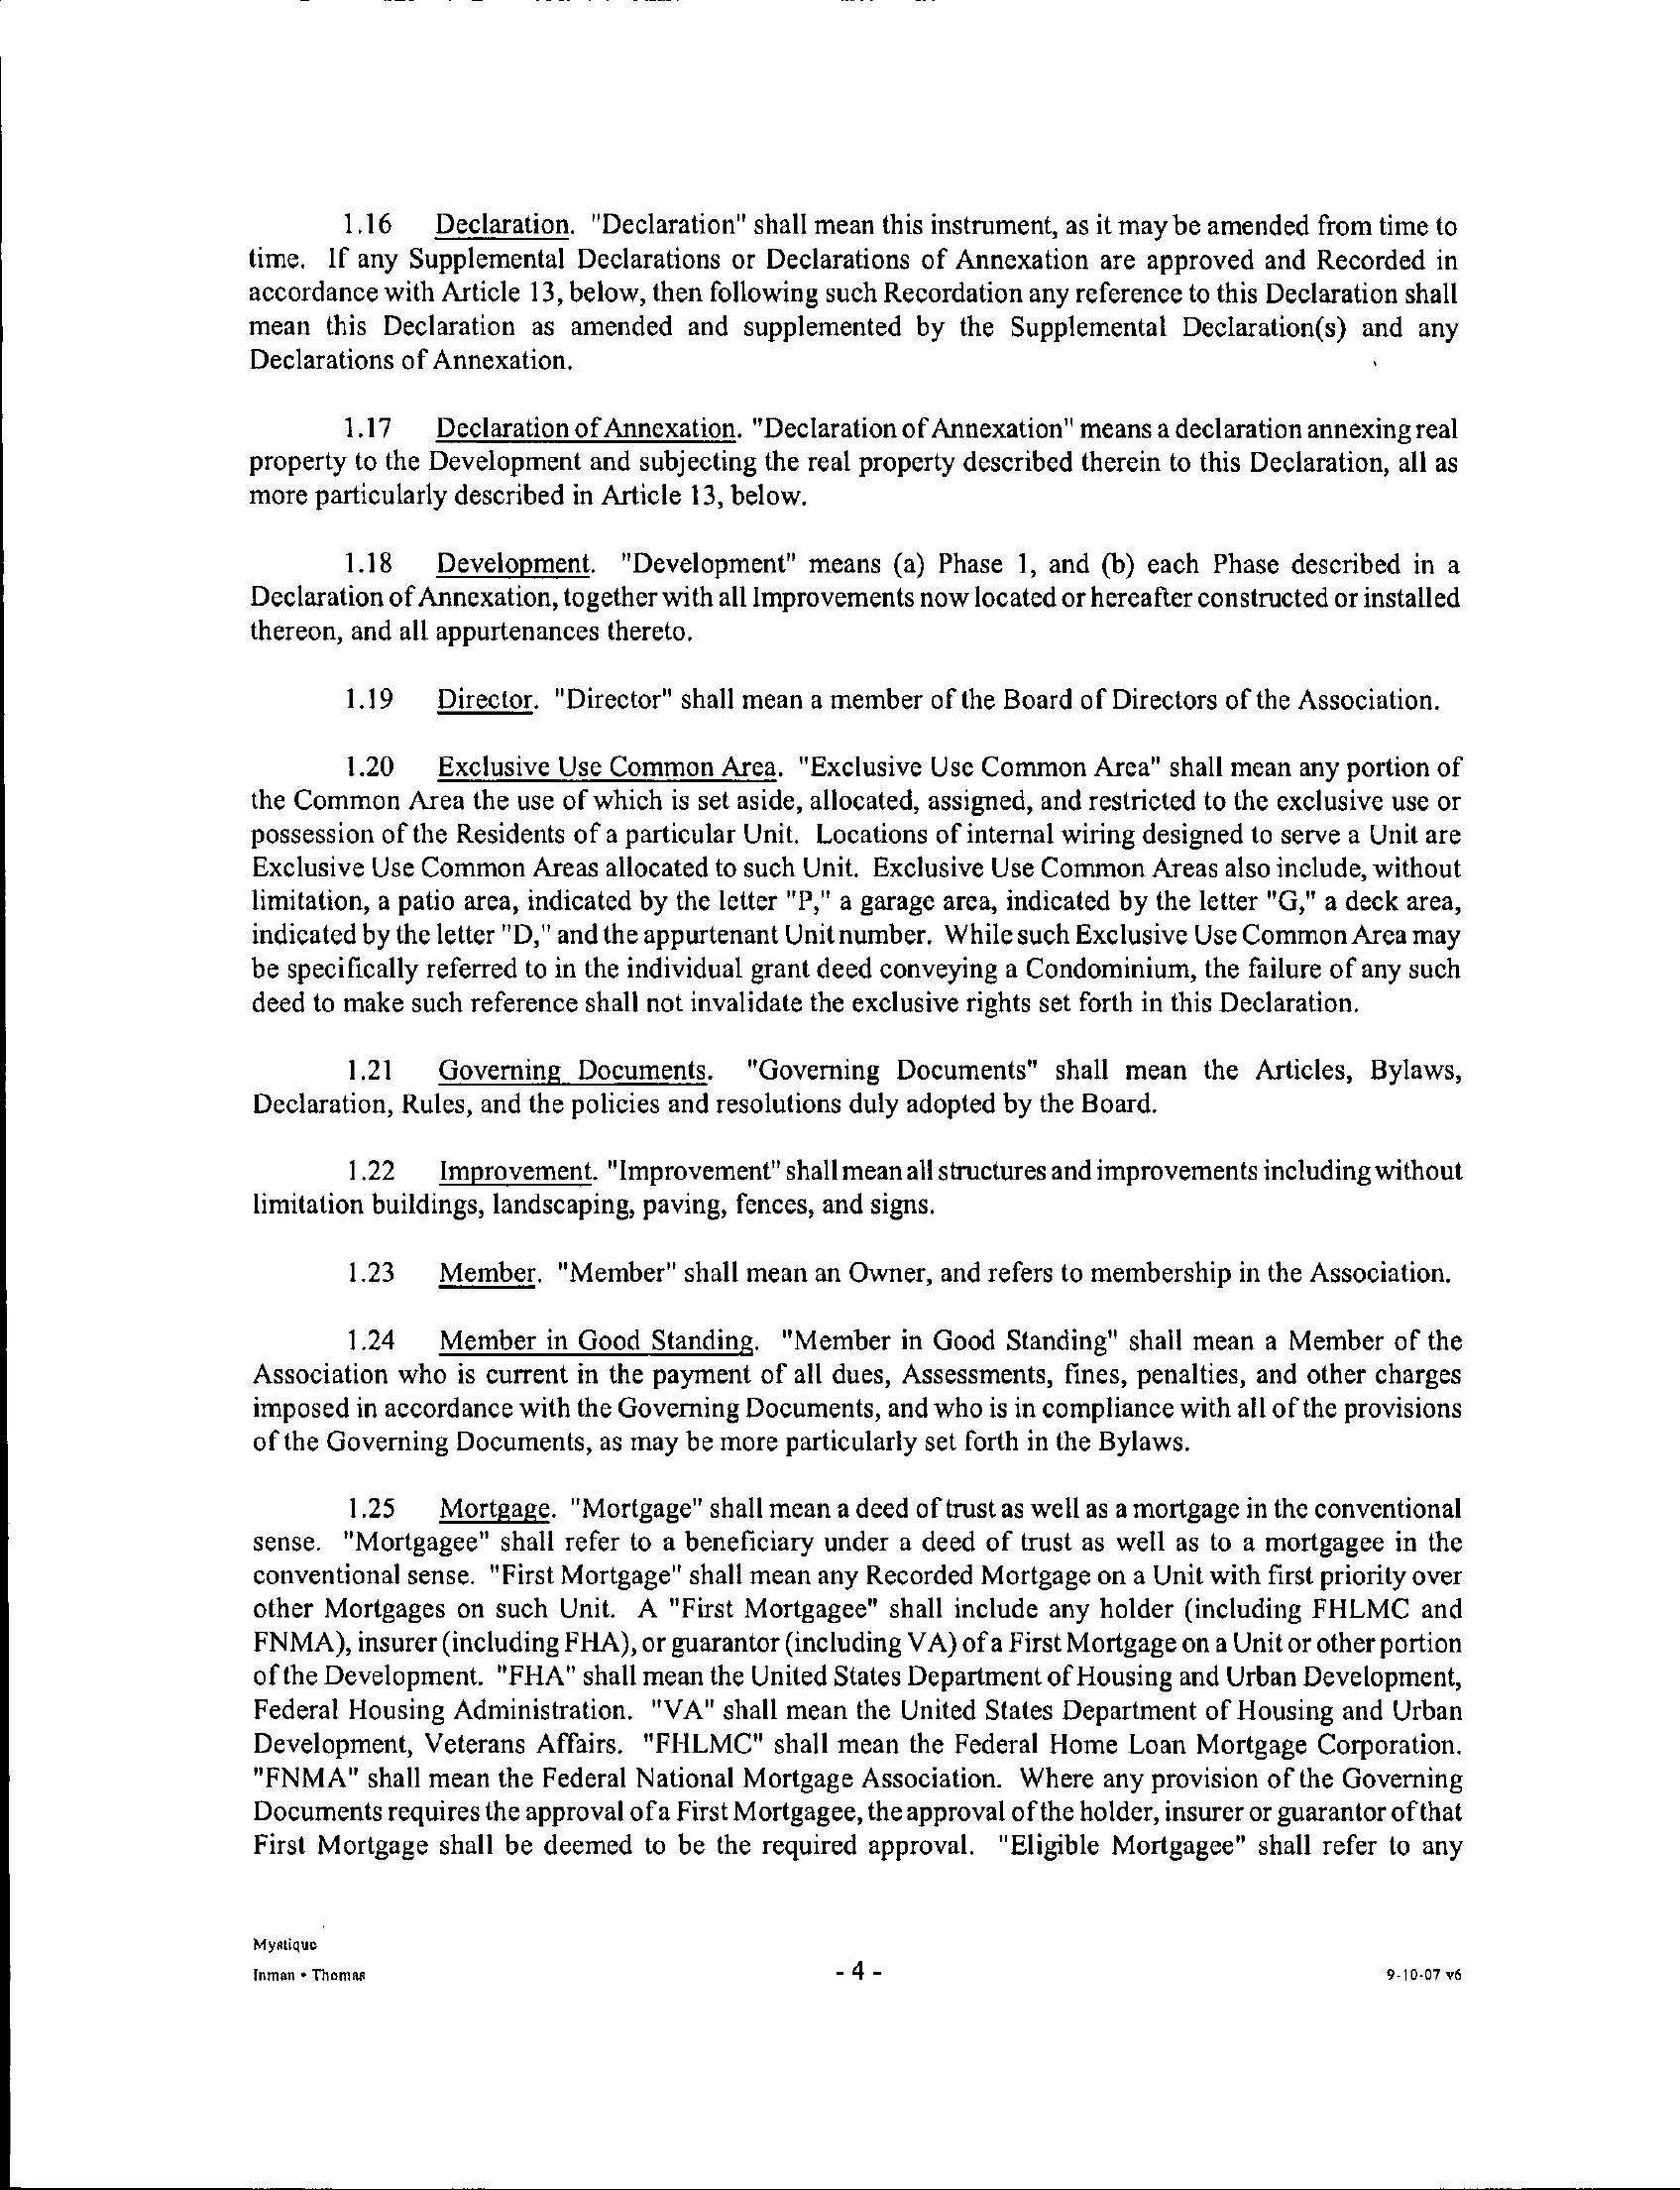 1.16 Declaration. "Declaration" shall mean this instrument, as it may be amended from time to
time. If any Supplemental Declarations or Declarations of Annexation are approved and Recorded in
accordance with Article 13, below, then following such Recordation any reference to this Declaration shall
mean this Declaration as amended and supplemented by the Supplemental Declaration(s) and any
Declarations of Annexation.
1.17 Declaration of Annexation. "Declaration of Annexation" means a declaration annexing real
property to the Development and subjecting the real property described therein to this Declaration, all as
more particularly described in Article 13, below.
1.18 Development. "Development" means (a) Phase 1, and (b) each Phase described in a
Declaration of Annexation, together with all Improvements now located or hereafter constructed or installed
thereon, and all appurtenances thereto.
1.19 Director. "Director" shall mean a member of the Board of Directors of the Association.
1.20 Exclusive Use Common Area. "Exclusive Use Common Area" shall mean any portion of
the Common Area the use of which is set aside, allocated, assigned, and restricted to the exclusive use or
possession of the Residents of a particular Unit. Locations of internal wiring designed to serve a Unit are
Exclusive Use Common Areas allocated to such Unit. Exclusive Use Common Areas also include, without
limitation, a patio area, indicated by the letter "P," a garage area, indicated by the letter "G," a deck area,
indicated by the letter "D," and the appurtenant Unit number. While such Exclusive Use Common Area may
be specifically referred to in the individual grant deed conveying a Condominium, the failure of any such
deed to make such reference shall not invalidate the exclusive rights set forth in this Declaration.
1.21 Governing Documents. "Governing Documents" shall mean the Articles, Bylaws,
Declaration, Rules, and the policies and resolutions duly adopted by the Board.
1.22 Improvement. "Improvement" shall mean all structures and improvements including without
limitation buildings, landscaping, paving, fences, and signs.
1.23 Member. "Member" shall mean an Owner, and refers to membership in the Association.
1.24 Member in Good Standing. "Member in Good Standing" shall mean a Member of the
Association who is current in the payment of all dues, Assessments, fines, penalties, and other charges
imposed in accordance with the Governing Documents, and who is in compliance with all of the provisions
of the Governing Documents, as may be more particularly set forth in the Bylaws.
1.25 Mortgage. "Mortgage" shall mean a deed of trust as well as a mortgage in the conventional
sense. "Mortgagee" shall refer to a beneficiary under a deed of trust as well as to a mortgagee in the
conventional sense. "First Mortgage" shall mean any Recorded Mortgage on a Unit with first priority over
other Mortgages on such Unit. A "First Mortgagee" shall include any holder (including FHLMC and
FNMA), insurer (including FHA), or guarantor (including VA) of a First Mortgage on a Unit or other portion
of the Development. "FHA" shall mean the United States Department of Housing and Urban Development,
Federal Housing Administration. "VA" shall mean the United States Department of Housing and Urban
Development, Veterans Affairs. "FHLMC" shall mean the Federal Home Loan Mortgage Corporation.
"FNMA" shall mean the Federal National Mortgage Association. Where any provision of the Governing
Documents requires the approval of a First Mortgagee, the approval of the holder, insurer or guarantor of that
First Mortgage shall be deemed to be the required approval. "Eligible Mortgagee" shall refer to any
Mystique
Inman • Thomas - 4 - 9-10-07 v6